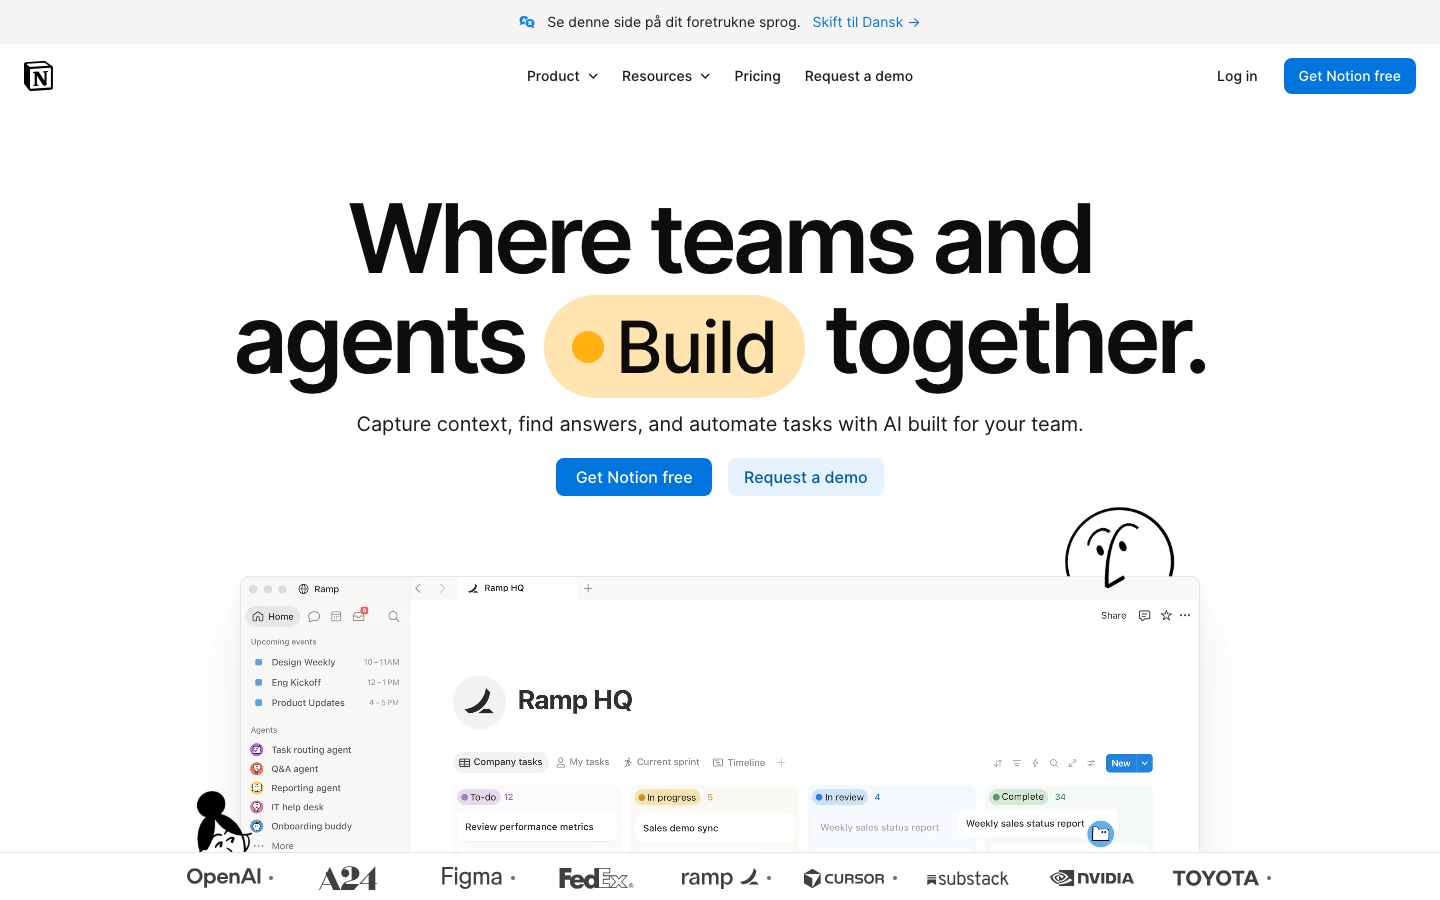 Se denne side på dit foretrukne sprog. Skift til Dansk →
Product Resources Pricing Request a demo Log in Get Notion free
Where teams and
agents Build together.
Capture context, find answers, and automate tasks with AI built for your team.
Get Notion free Request a demo
Ramp
Ramp HQ
Home
9
Share
Upcoming events
Design Weekly 10–11AM
Eng Kickoff 12–1 PM
Product Updates 4–5 PM
Agents
Task routing agent
Q&A agent
Reporting agent
IT help desk
Onboarding buddy
More
Ramp HQ
Company tasks My tasks Current sprint Timeline New
To-do 12
Review performance metrics
In progress 5
Sales demo sync
In review 4
Weekly sales status report
Complete 34
Weekly sales status report
OpenAI A24 Figma FedEx® ramp CURSOR substack NVIDIA TOYOTA